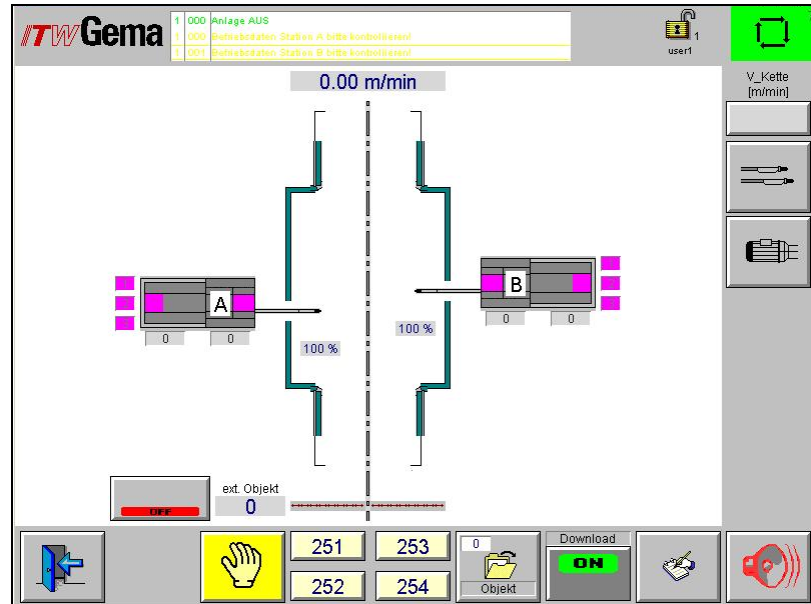 ITWGema
1 000 Anlage AUS
1 000 Betriebsdaten Station A bitte kontrollieren!
1 001 Betriebsdaten Station B bitte kontrollieren!
1
user1
V_Kette
[m/min]
0.00 m/min
A
B
0 0
0 0
100 %
100 %
ext. Objekt
0
OFF
251
253
252
254
0
Objekt
Download
ON